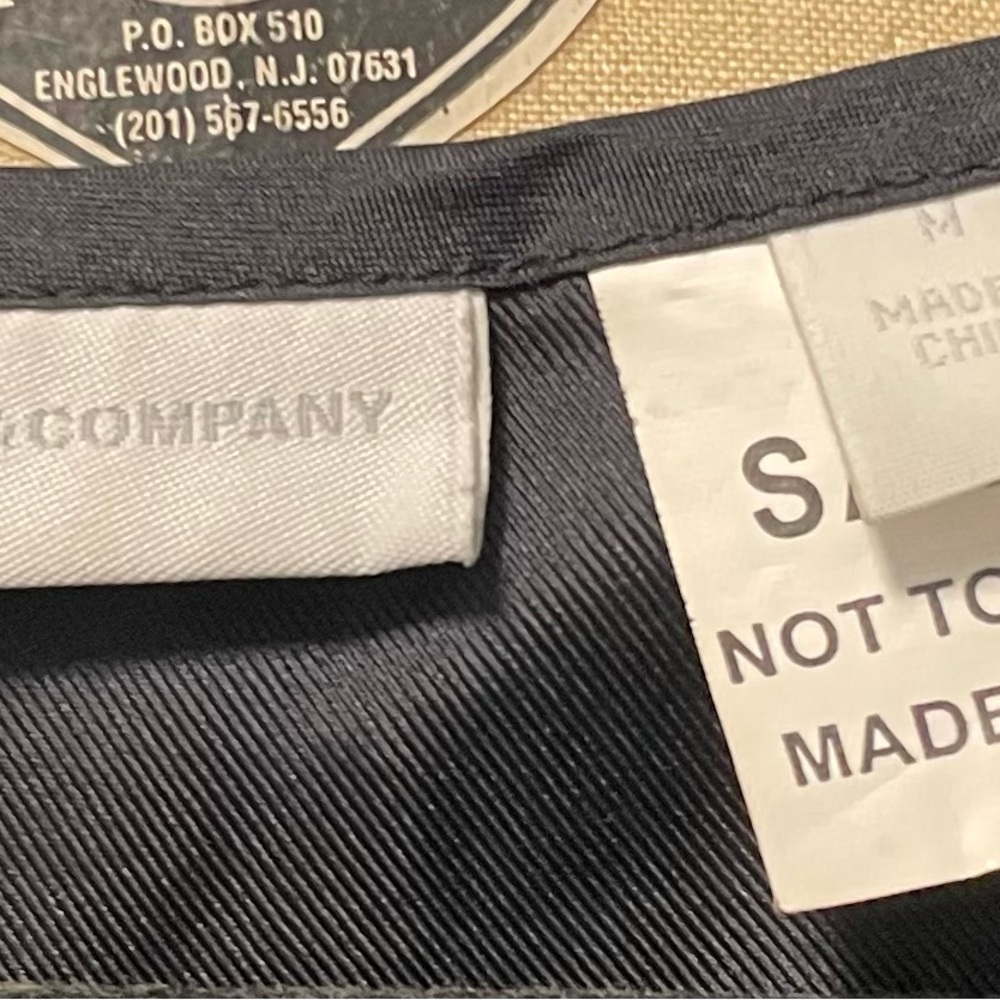 P.O. BOX 510
ENGLEWOOD, N.J. 07631
(201) 567-6556
&COMPANY
M
MADE
CHI
S
NOT TO
MADE